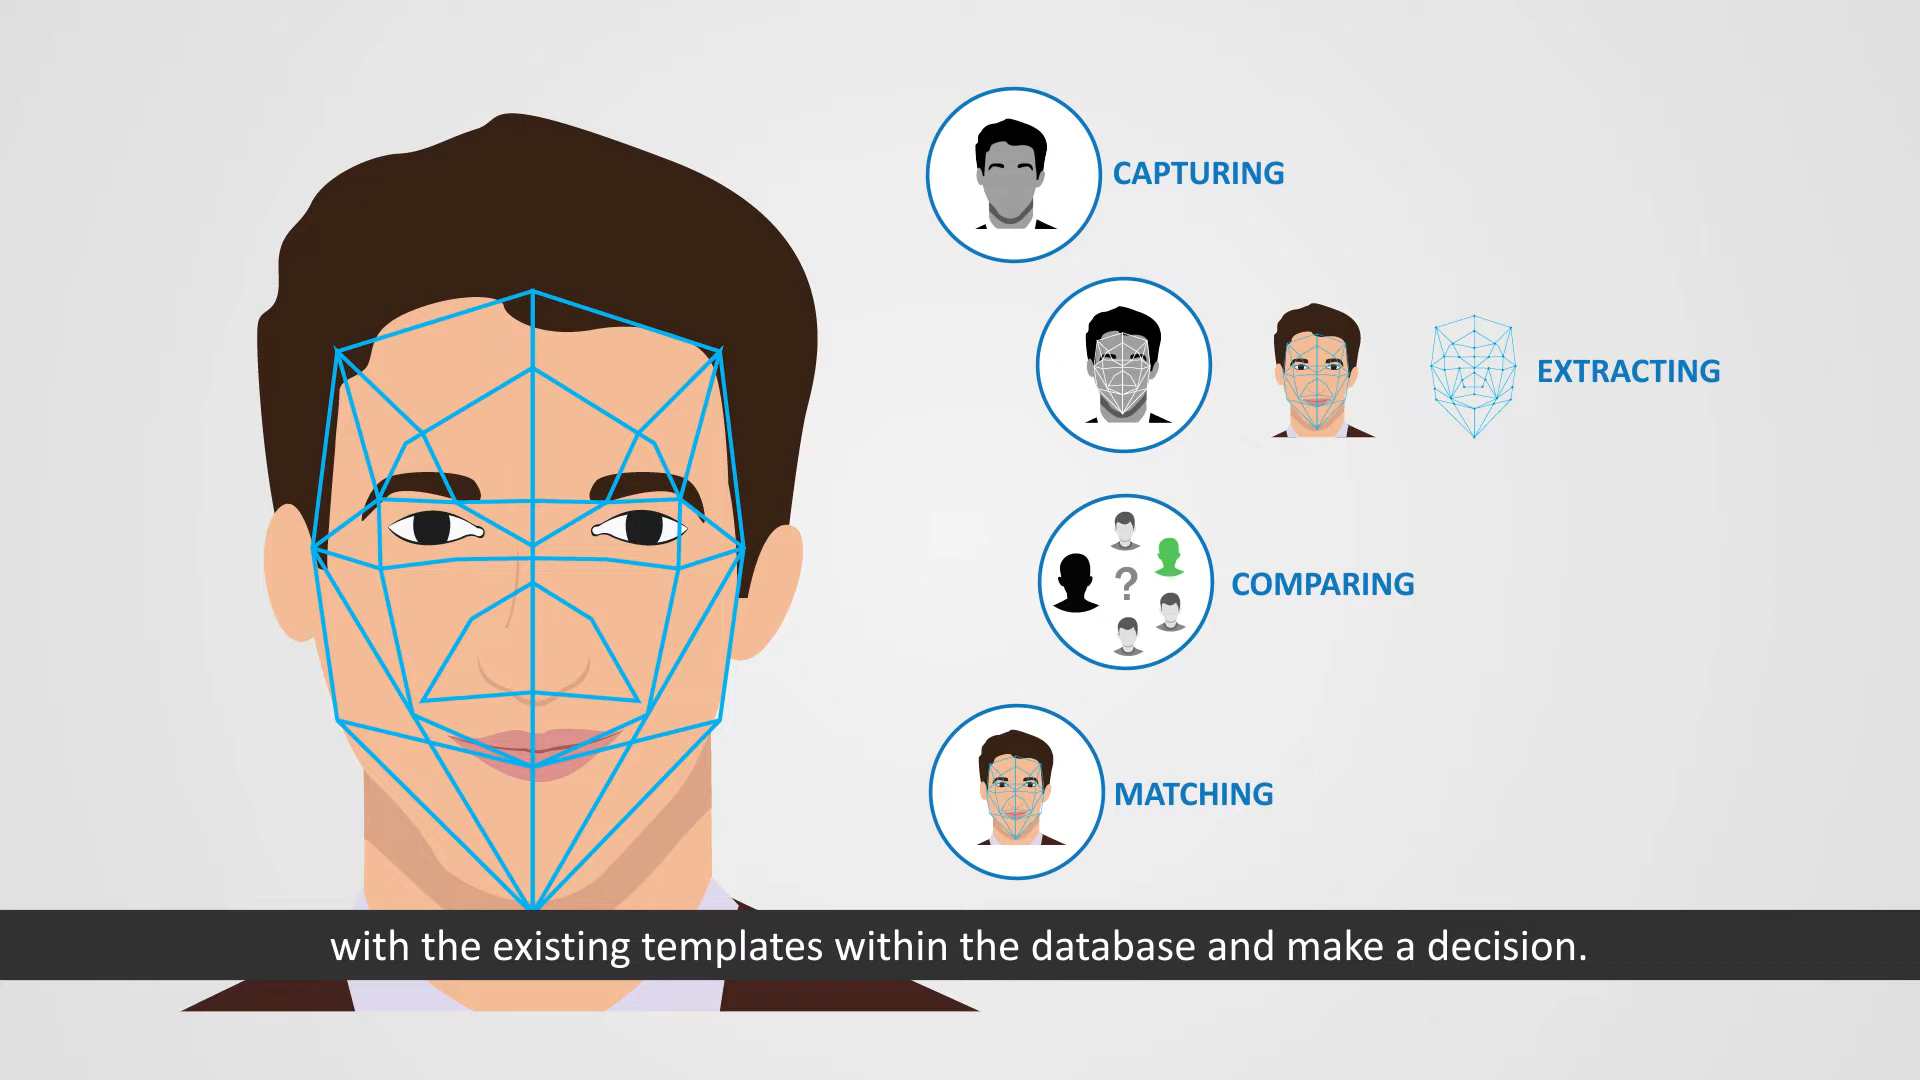 CAPTURING
EXTRACTING
?
COMPARING
MATCHING
with the existing templates within the database and make a decision.